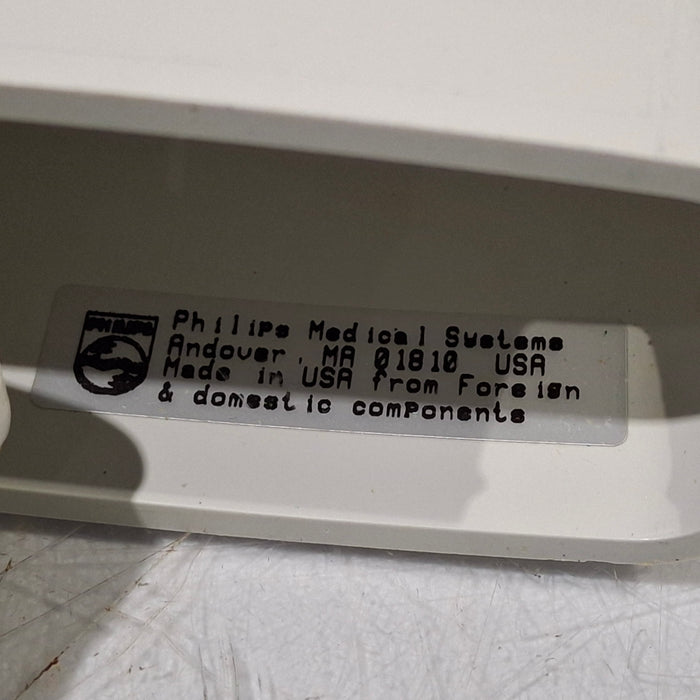 PHILIPS
Philips Medical Systems
Andover, MA 01810 USA
Made in USA from Foreign
& domestic components